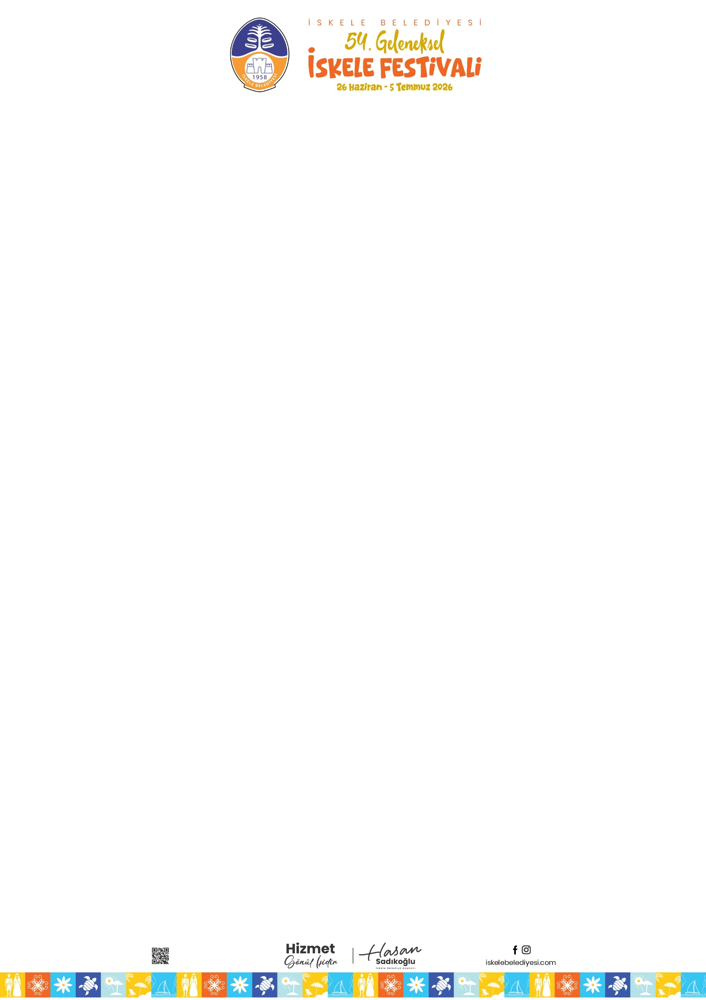 İSKELE BELEDİYESİ
54. Geleneksel
İSKELE FESTİVALİ
26 Haziran - 5 Temmuz 2026
1958
İSKELE BELEDİYESİ
Hizmet
Gönül İşidir
Hasan
Sadıkoğlu
İskele Belediye Başkanı
iskelebelediyesi.com